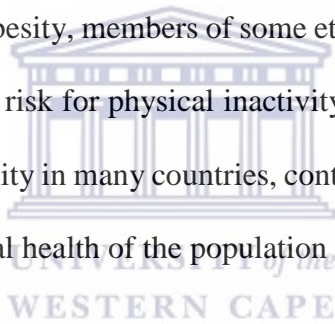 besity, members of some et
risk for physical inactivity
ity in many countries, cont
al health of the population
UNIVERSITY of the
WESTERN CAPE